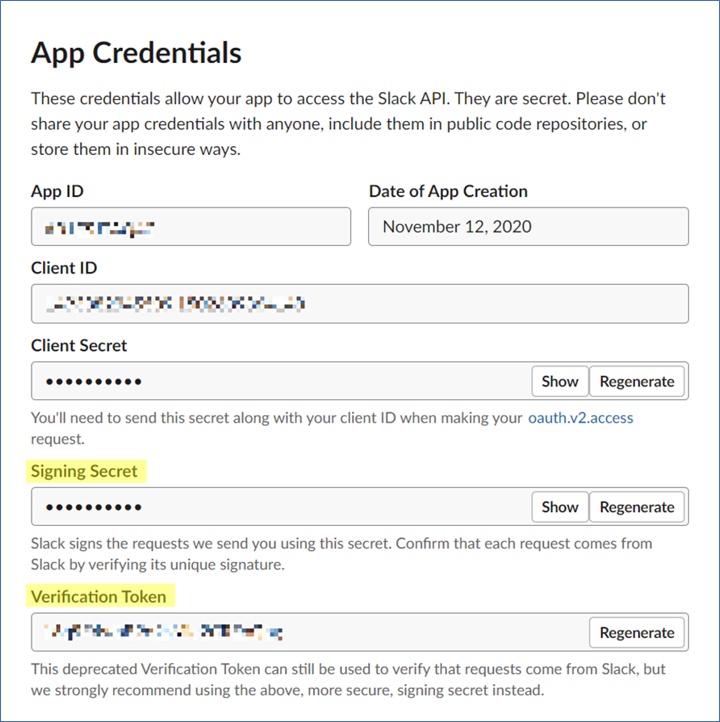 App Credentials
These credentials allow your app to access the Slack API. They are secret. Please don't
share your app credentials with anyone, include them in public code repositories, or
store them in insecure ways.
App ID
Date of App Creation
November 12, 2020
Client ID
Client Secret
●●●●●●●●●●
Show
Regenerate
You'll need to send this secret along with your client ID when making your oauth.v2.access
request.
Signing Secret
●●●●●●●●●●
Show
Regenerate
Slack signs the requests we send you using this secret. Confirm that each request comes from
Slack by verifying its unique signature.
Verification Token
Regenerate
This deprecated Verification Token can still be used to verify that requests come from Slack, but
we strongly recommend using the above, more secure, signing secret instead.